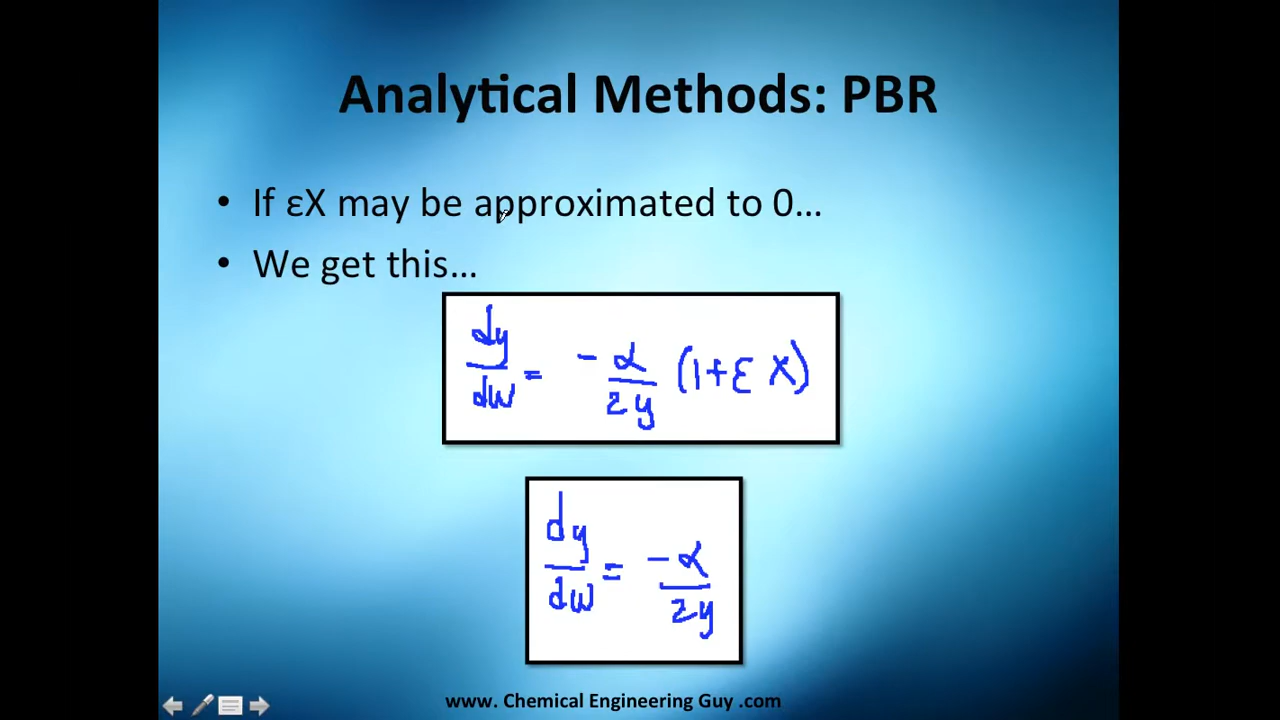 Analytical Methods: PBR
• If εX may be approximated to 0…
• We get this…
dy/dW = -α/2y (1+εX)
dy/dW = -α/2y
www. Chemical Engineering Guy .com